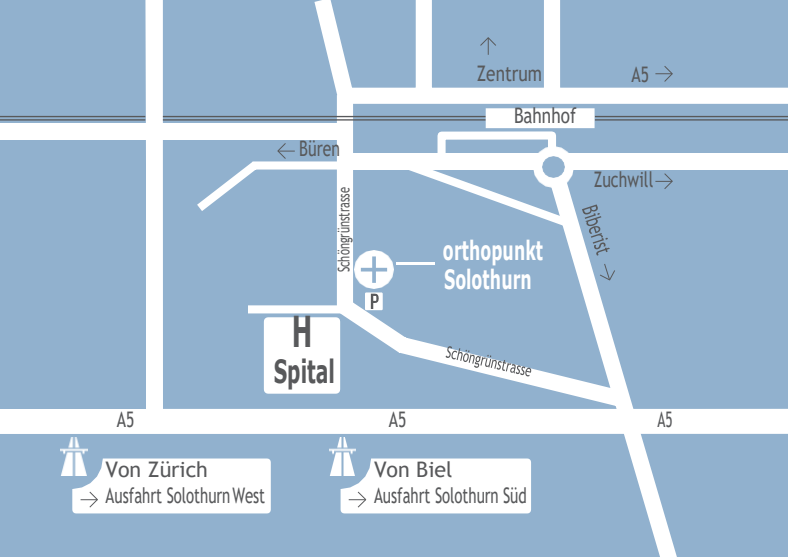 Zentrum
A5
Bahnhof
Büren
Zuchwill
Schöngrünstrasse
Biberist
orthopunkt
Solothurn
P
H
Spital
Schöngrünstrasse
A5
A5
A5
Von Zürich
Ausfahrt Solothurn West
Von Biel
Ausfahrt Solothurn Süd